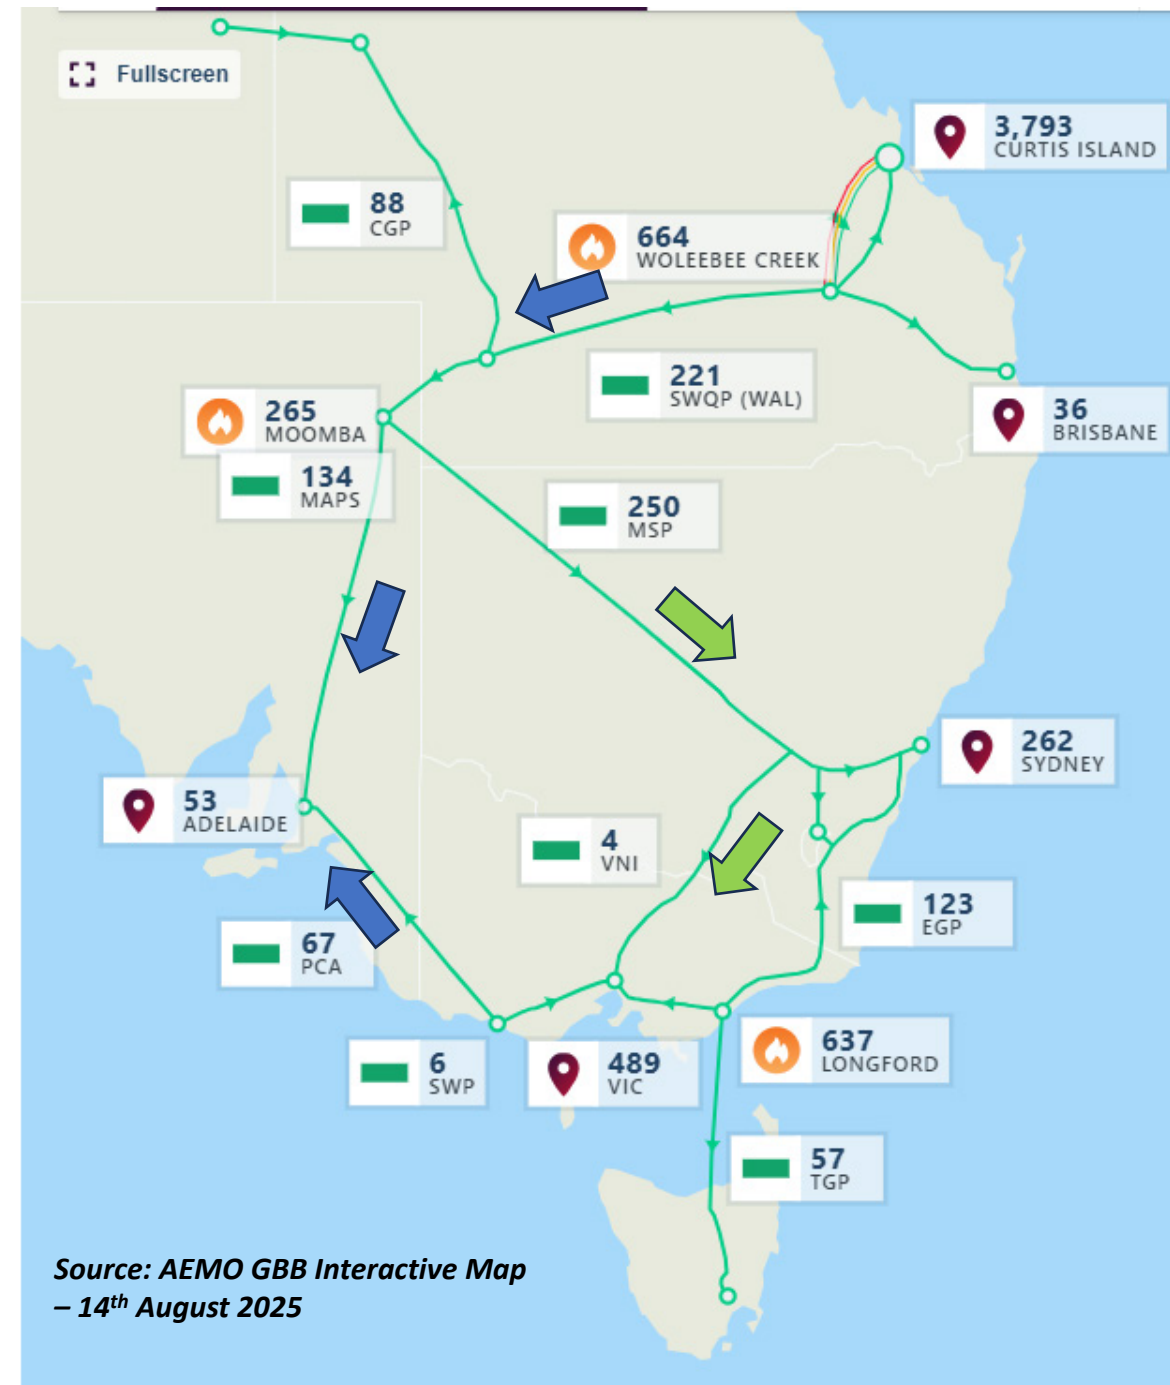 Fullscreen
3,793
CURTIS ISLAND
88
CGP
664
WOLEEBEE CREEK
221
SWQP (WAL)
36
BRISBANE
265
MOOMBA
134
MAPS
250
MSP
262
SYDNEY
53
ADELAIDE
4
VNI
123
EGP
67
PCA
637
LONGFORD
6
SWP
489
VIC
57
TGP
Source: AEMO GBB Interactive Map
– 14th August 2025